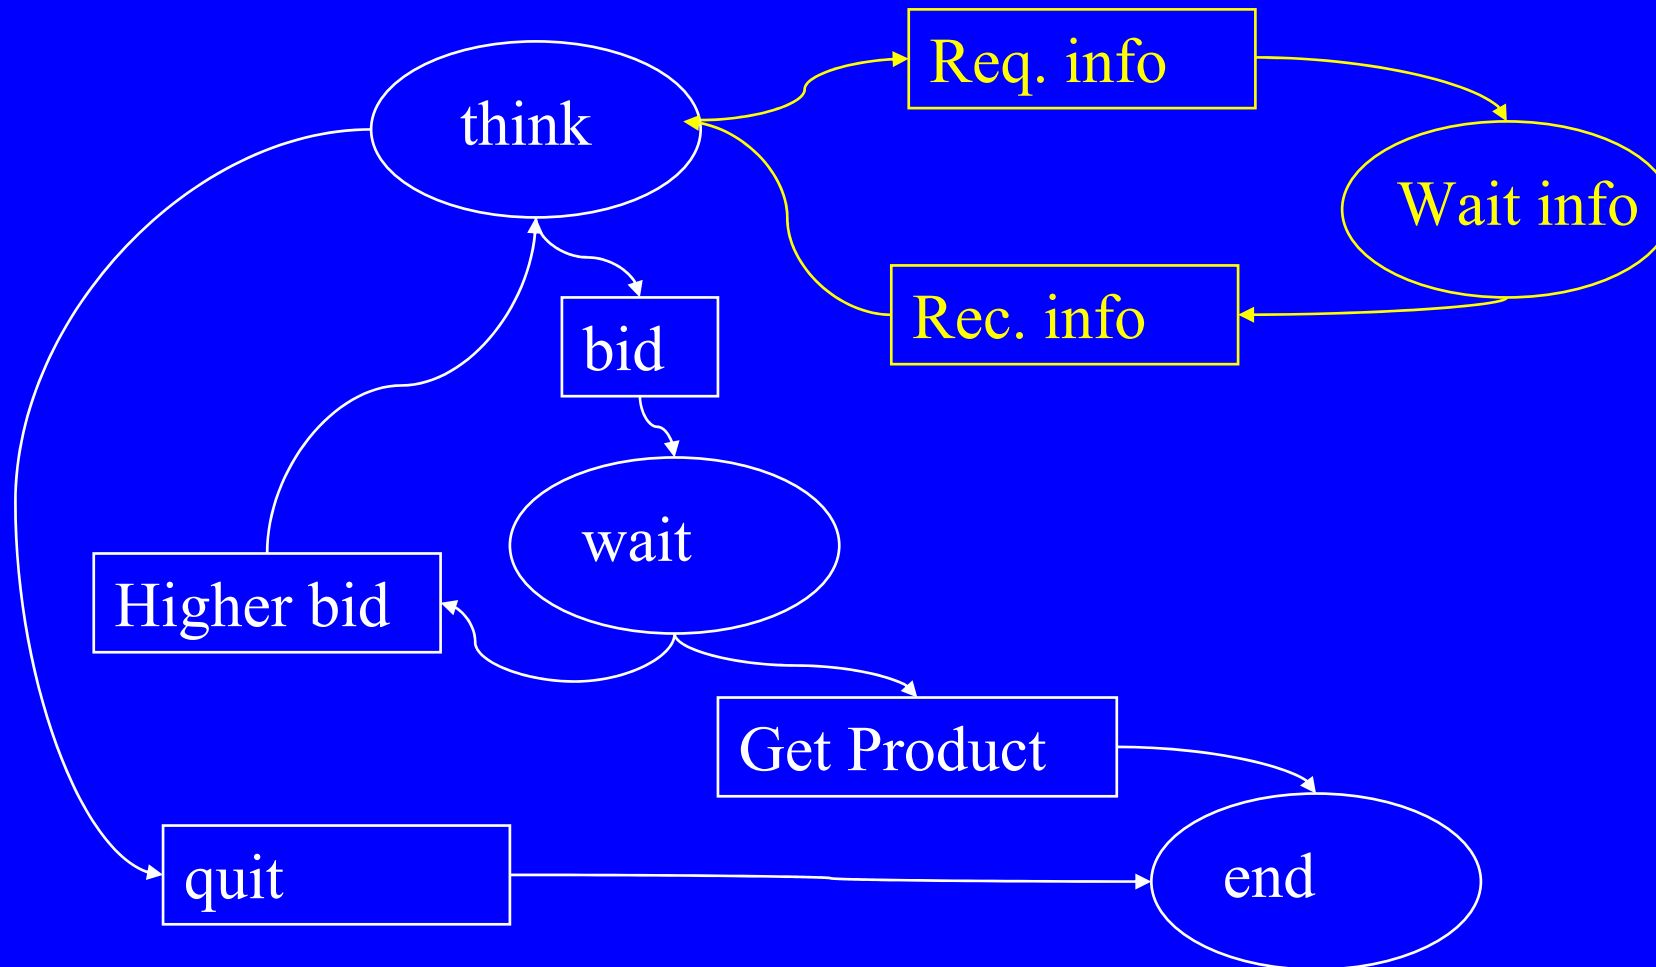 Req. info
think
Wait info
Rec. info
bid
wait
Higher bid
Get Product
quit
end